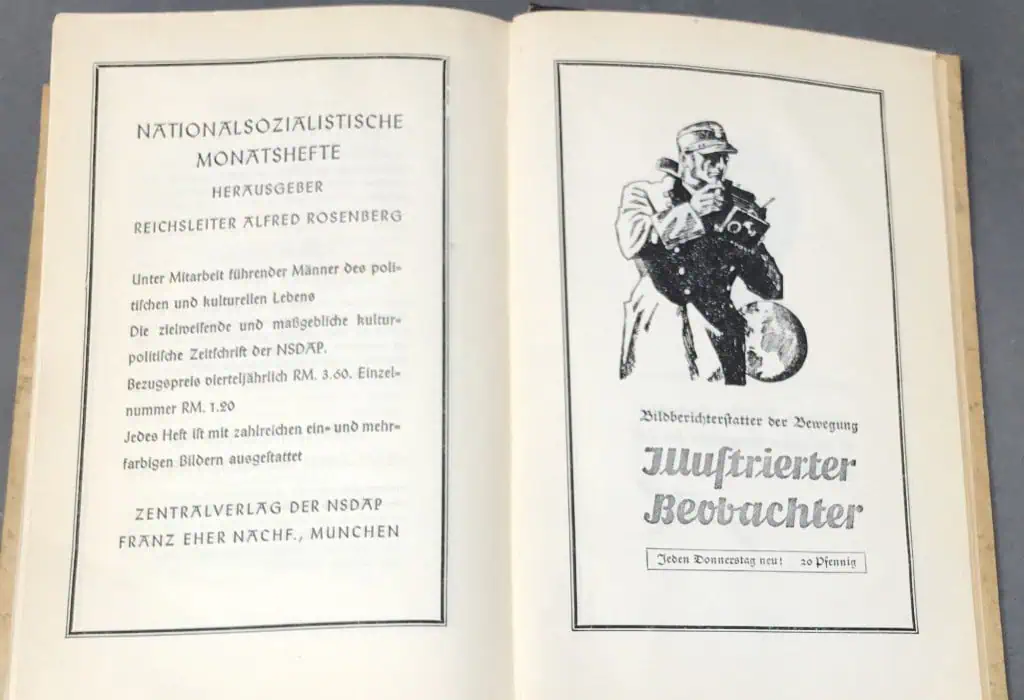 NATIONALSOZIALISTISCHE
MONATSHEFTE
HERAUSGEBER
REICHSLEITER ALFRED ROSENBERG
Unter Mitarbeit führender Männer des poli-
tiſchen und kulturellen Lebens
Die zielweiſende und maßgebliche kultur-
politiſche Zeitſchrift der NSDAP.
Bezugspreis vierteljährlich RM. 3.60. Einzel-
nummer RM. 1.20
Jedes Heft iſt mit zahlreichen ein- und mehr-
farbigen Bildern ausgeſtattet
ZENTRALVERLAG DER NSDAP
FRANZ EHER NACHF., MÜNCHEN
Bildberichterſtatter der Bewegung
Illuſtrierter
Beobachter
Jeden Donnerstag neu! 20 Pfennig